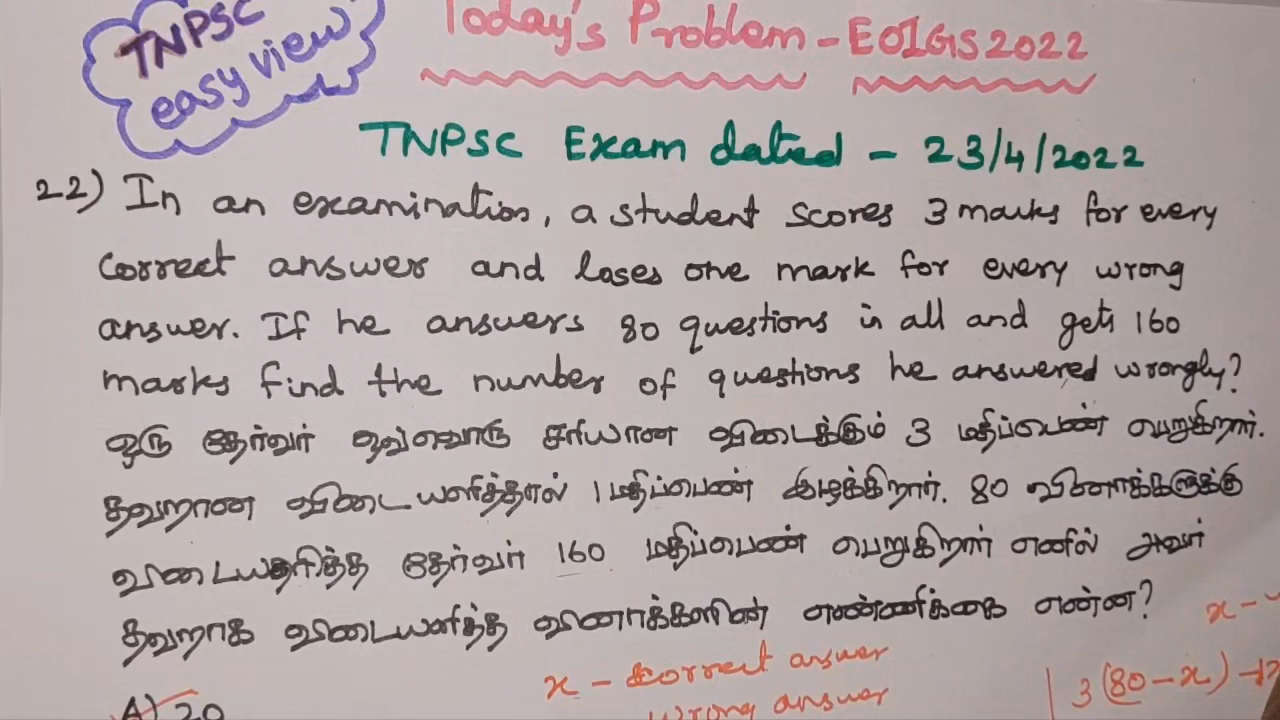 TNPSC
easy view
Today's Problem - EO1GS2022
TNPSC Exam dated - 23/4/2022
22) In an examination, a student scores 3 marks for every
correct answer and loses one mark for every wrong
answer. If he answers 80 questions in all and gets 160
marks find the number of questions he answered wrongly?
ஒரு தேர்வர் ஒவ்வொரு சரியான விடைக்கும் 3 மதிப்பெண் பெறுகிறார்.
தவறான விடையளித்தால் 1 மதிப்பெண் இழக்கிறார். 80 வினாக்களுக்கு
விடையளித்த தேர்வர் 160 மதிப்பெண் பெறுகிறார் எனில் அவர்
தவறாக விடையளித்த வினாக்களின் எண்ணிக்கை என்ன?
x -
x - correct answer
wrong answer
3(80-x) -1x
A) 20